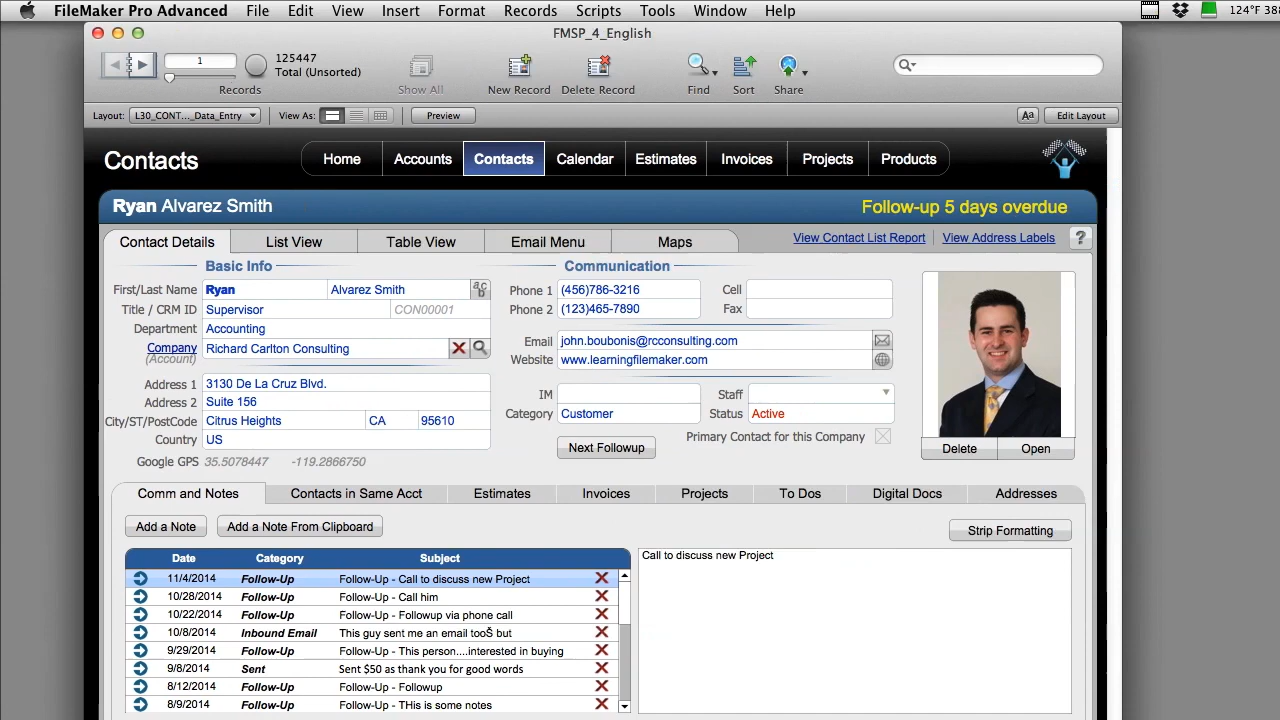 FileMaker Pro Advanced File Edit View Insert Format Records Scripts Tools Window Help 124°F 38
FMSP_4_English
1
125447
Total (Unsorted)
Records Show All New Record Delete Record Find Sort Share
Layout: L30_CONT..._Data_Entry View As: Preview Aa Edit Layout
Contacts Home Accounts Contacts Calendar Estimates Invoices Projects Products
Ryan Alvarez Smith Follow-up 5 days overdue
Contact Details List View Table View Email Menu Maps View Contact List Report View Address Labels ?
Basic Info Communication
First/Last Name Ryan Alvarez Smith abc Phone 1 (456)786-3216 Cell
Title / CRM ID Supervisor CON00001 Phone 2 (123)465-7890 Fax
Department Accounting
Company Richard Carlton Consulting Email john.boubonis@rcconsulting.com
(Account) Website www.learningfilemaker.com
Address 1 3130 De La Cruz Blvd.
Address 2 Suite 156 IM Staff
City/ST/PostCode Citrus Heights CA 95610 Category Customer Status Active
Country US Primary Contact for this Company
Google GPS 35.5078447 -119.2866750 Next Followup Delete Open
Comm and Notes Contacts in Same Acct Estimates Invoices Projects To Dos Digital Docs Addresses
Add a Note Add a Note From Clipboard Strip Formatting
Date Category Subject Call to discuss new Project
11/4/2014 Follow-Up Follow-Up - Call to discuss new Project
10/28/2014 Follow-Up Follow-Up - Call him
10/22/2014 Follow-Up Follow-Up - Followup via phone call
10/8/2014 Inbound Email This guy sent me an email too but
9/29/2014 Follow-Up Follow-Up - This person....interested in buying
9/8/2014 Sent Sent $50 as thank you for good words
8/12/2014 Follow-Up Follow-Up - Followup
8/9/2014 Follow-Up Follow-Up - THis is some notes